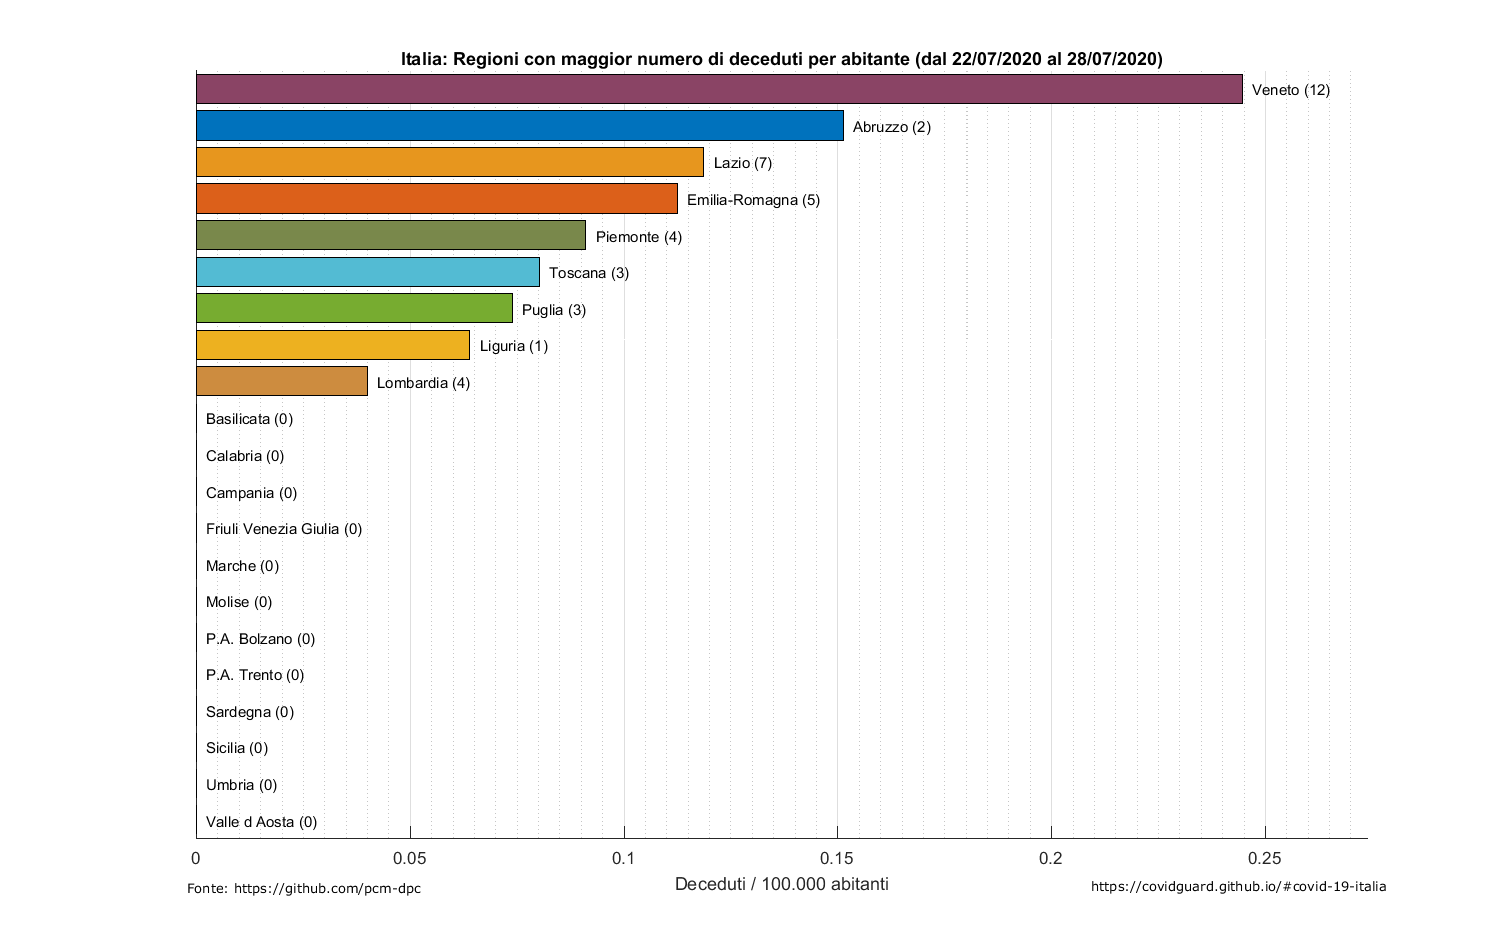 Italia: Regioni con maggior numero di deceduti per abitante (dal 22/07/2020 al 28/07/2020)
Veneto (12)
Abruzzo (2)
Lazio (7)
Emilia-Romagna (5)
Piemonte (4)
Toscana (3)
Puglia (3)
Liguria (1)
Lombardia (4)
Basilicata (0)
Calabria (0)
Campania (0)
Friuli Venezia Giulia (0)
Marche (0)
Molise (0)
P.A. Bolzano (0)
P.A. Trento (0)
Sardegna (0)
Sicilia (0)
Umbria (0)
Valle d Aosta (0)
0 0.05 0.1 0.15 0.2 0.25
Deceduti / 100.000 abitanti
Fonte: https://github.com/pcm-dpc
https://covidguard.github.io/#covid-19-italia